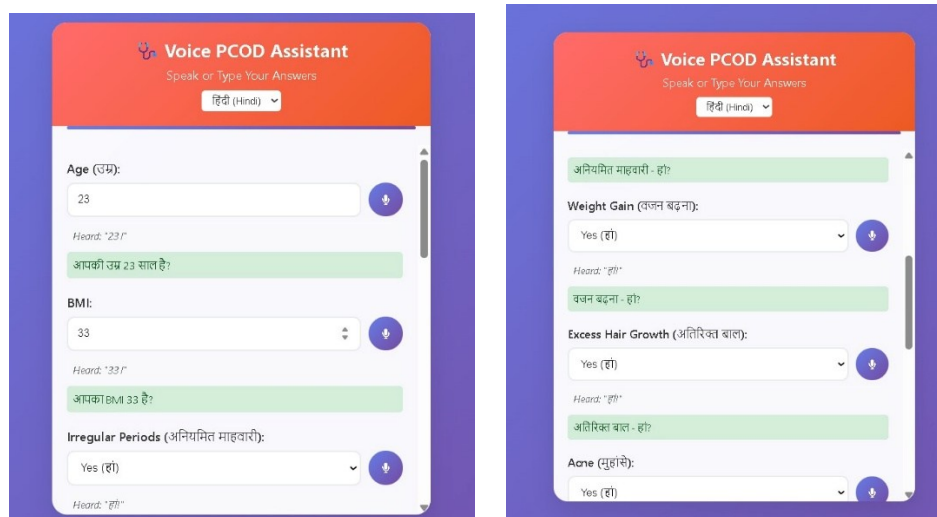 Voice PCOD Assistant
Speak or Type Your Answers
हिंदी (Hindi)
Age (उम्र):
23
Heard: "23।"
आपकी उम्र 23 साल है?
BMI:
33
Heard: "33।"
आपका BMI 33 है?
Irregular Periods (अनियमित माहवारी):
Yes (हां)
Heard: "हाँ!"
Voice PCOD Assistant
Speak or Type Your Answers
हिंदी (Hindi)
अनियमित माहवारी - हां?
Weight Gain (वजन बढ़ना):
Yes (हां)
Heard: "हाँ!"
वजन बढ़ना - हां?
Excess Hair Growth (अतिरिक्त बाल):
Yes (हां)
Heard: "हाँ!"
अतिरिक्त बाल - हां?
Acne (मुहांसे):
Yes (हां)